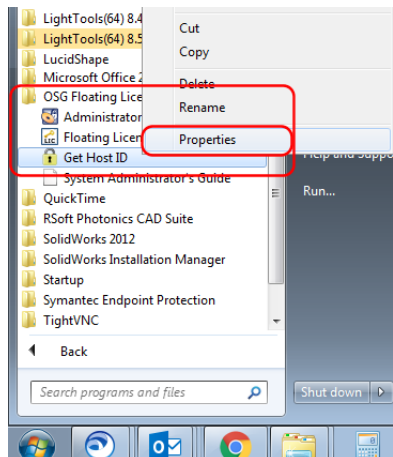 LightTools(64) 8.4
LightTools(64) 8.5
LucidShape
Microsoft Office 2
OSG Floating Lice
Administrator
Floating Licen
Get Host ID
System Administrator's Guide
QuickTime
RSoft Photonics CAD Suite
SolidWorks 2012
SolidWorks Installation Manager
Startup
Symantec Endpoint Protection
TightVNC
Back
Search programs and files
Cut
Copy
Delete
Rename
Properties
Help and Suppo
Run...
Shut down